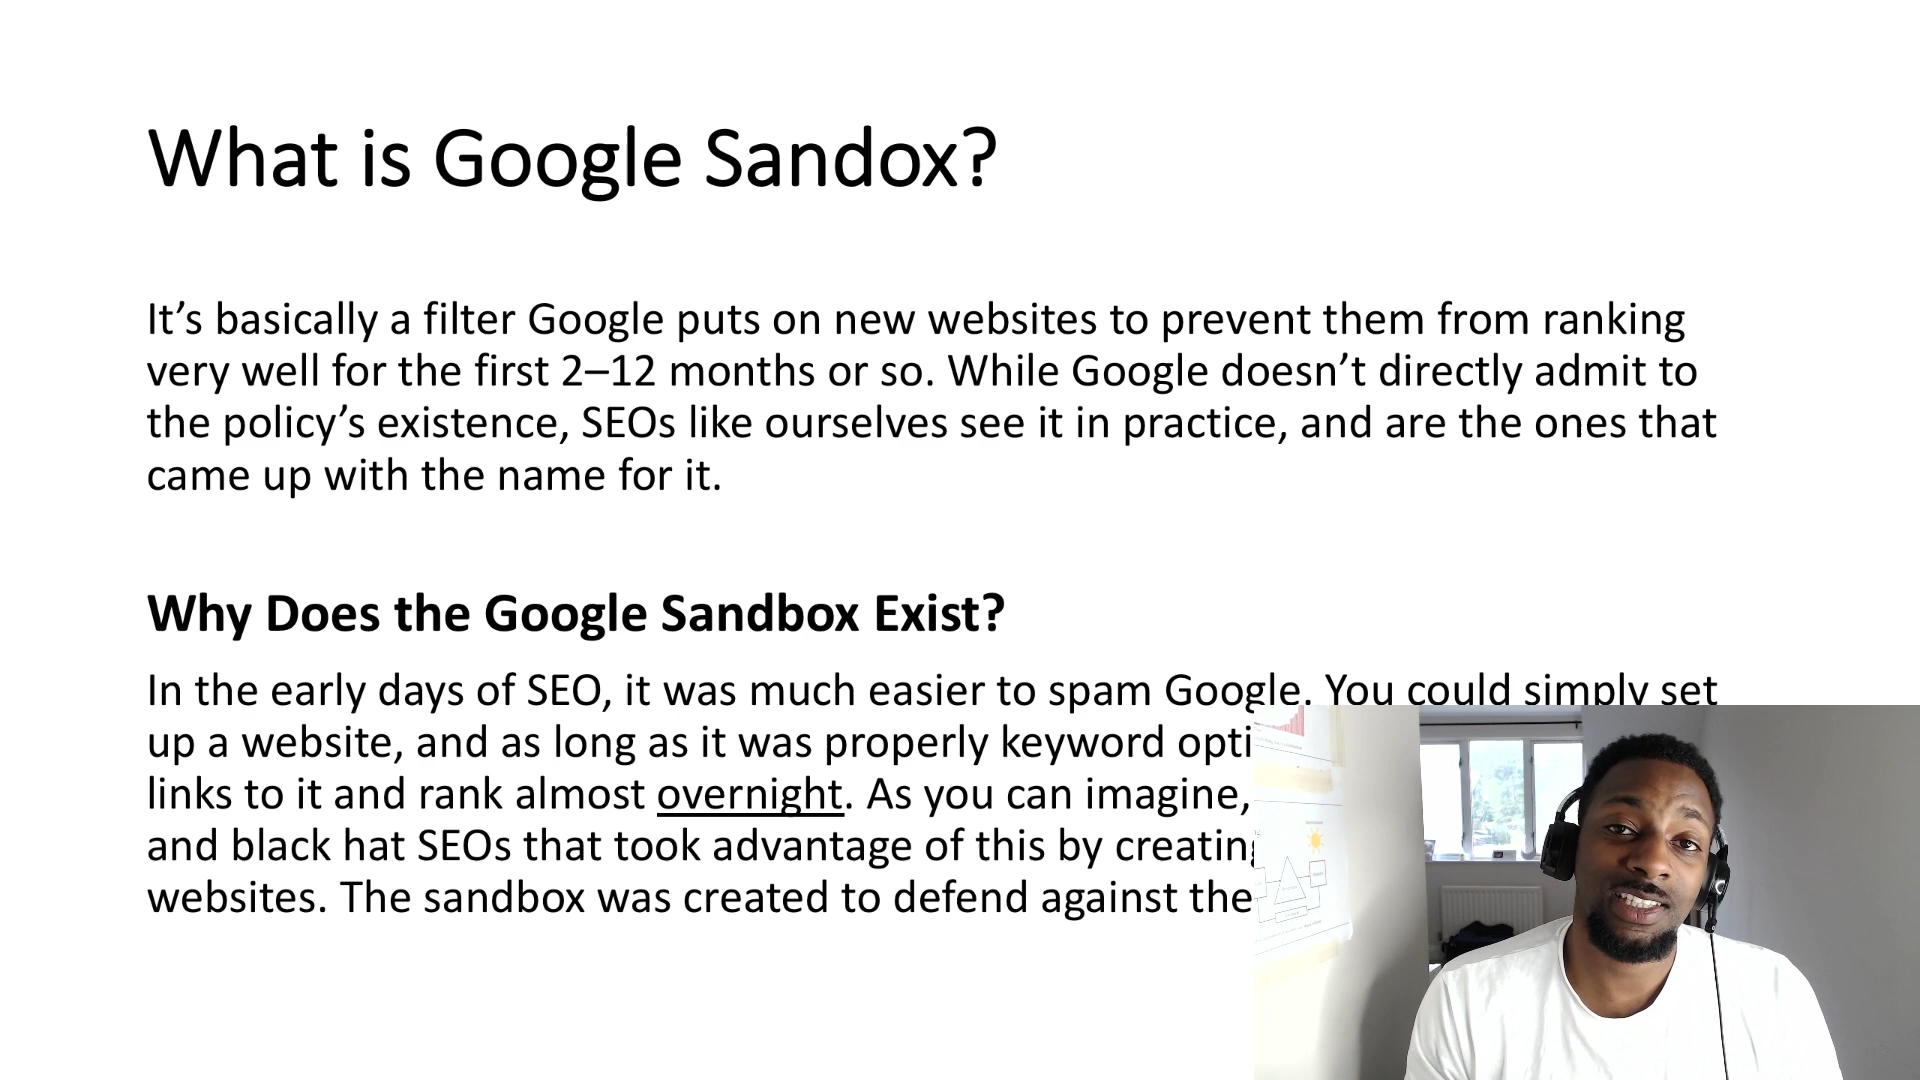 What is Google Sandox?
It’s basically a filter Google puts on new websites to prevent them from ranking
very well for the first 2–12 months or so. While Google doesn’t directly admit to
the policy’s existence, SEOs like ourselves see it in practice, and are the ones that
came up with the name for it.
Why Does the Google Sandbox Exist?
In the early days of SEO, it was much easier to spam Google. You could simply set
up a website, and as long as it was properly keyword opti
links to it and rank almost overnight. As you can imagine,
and black hat SEOs that took advantage of this by creating
websites. The sandbox was created to defend against the